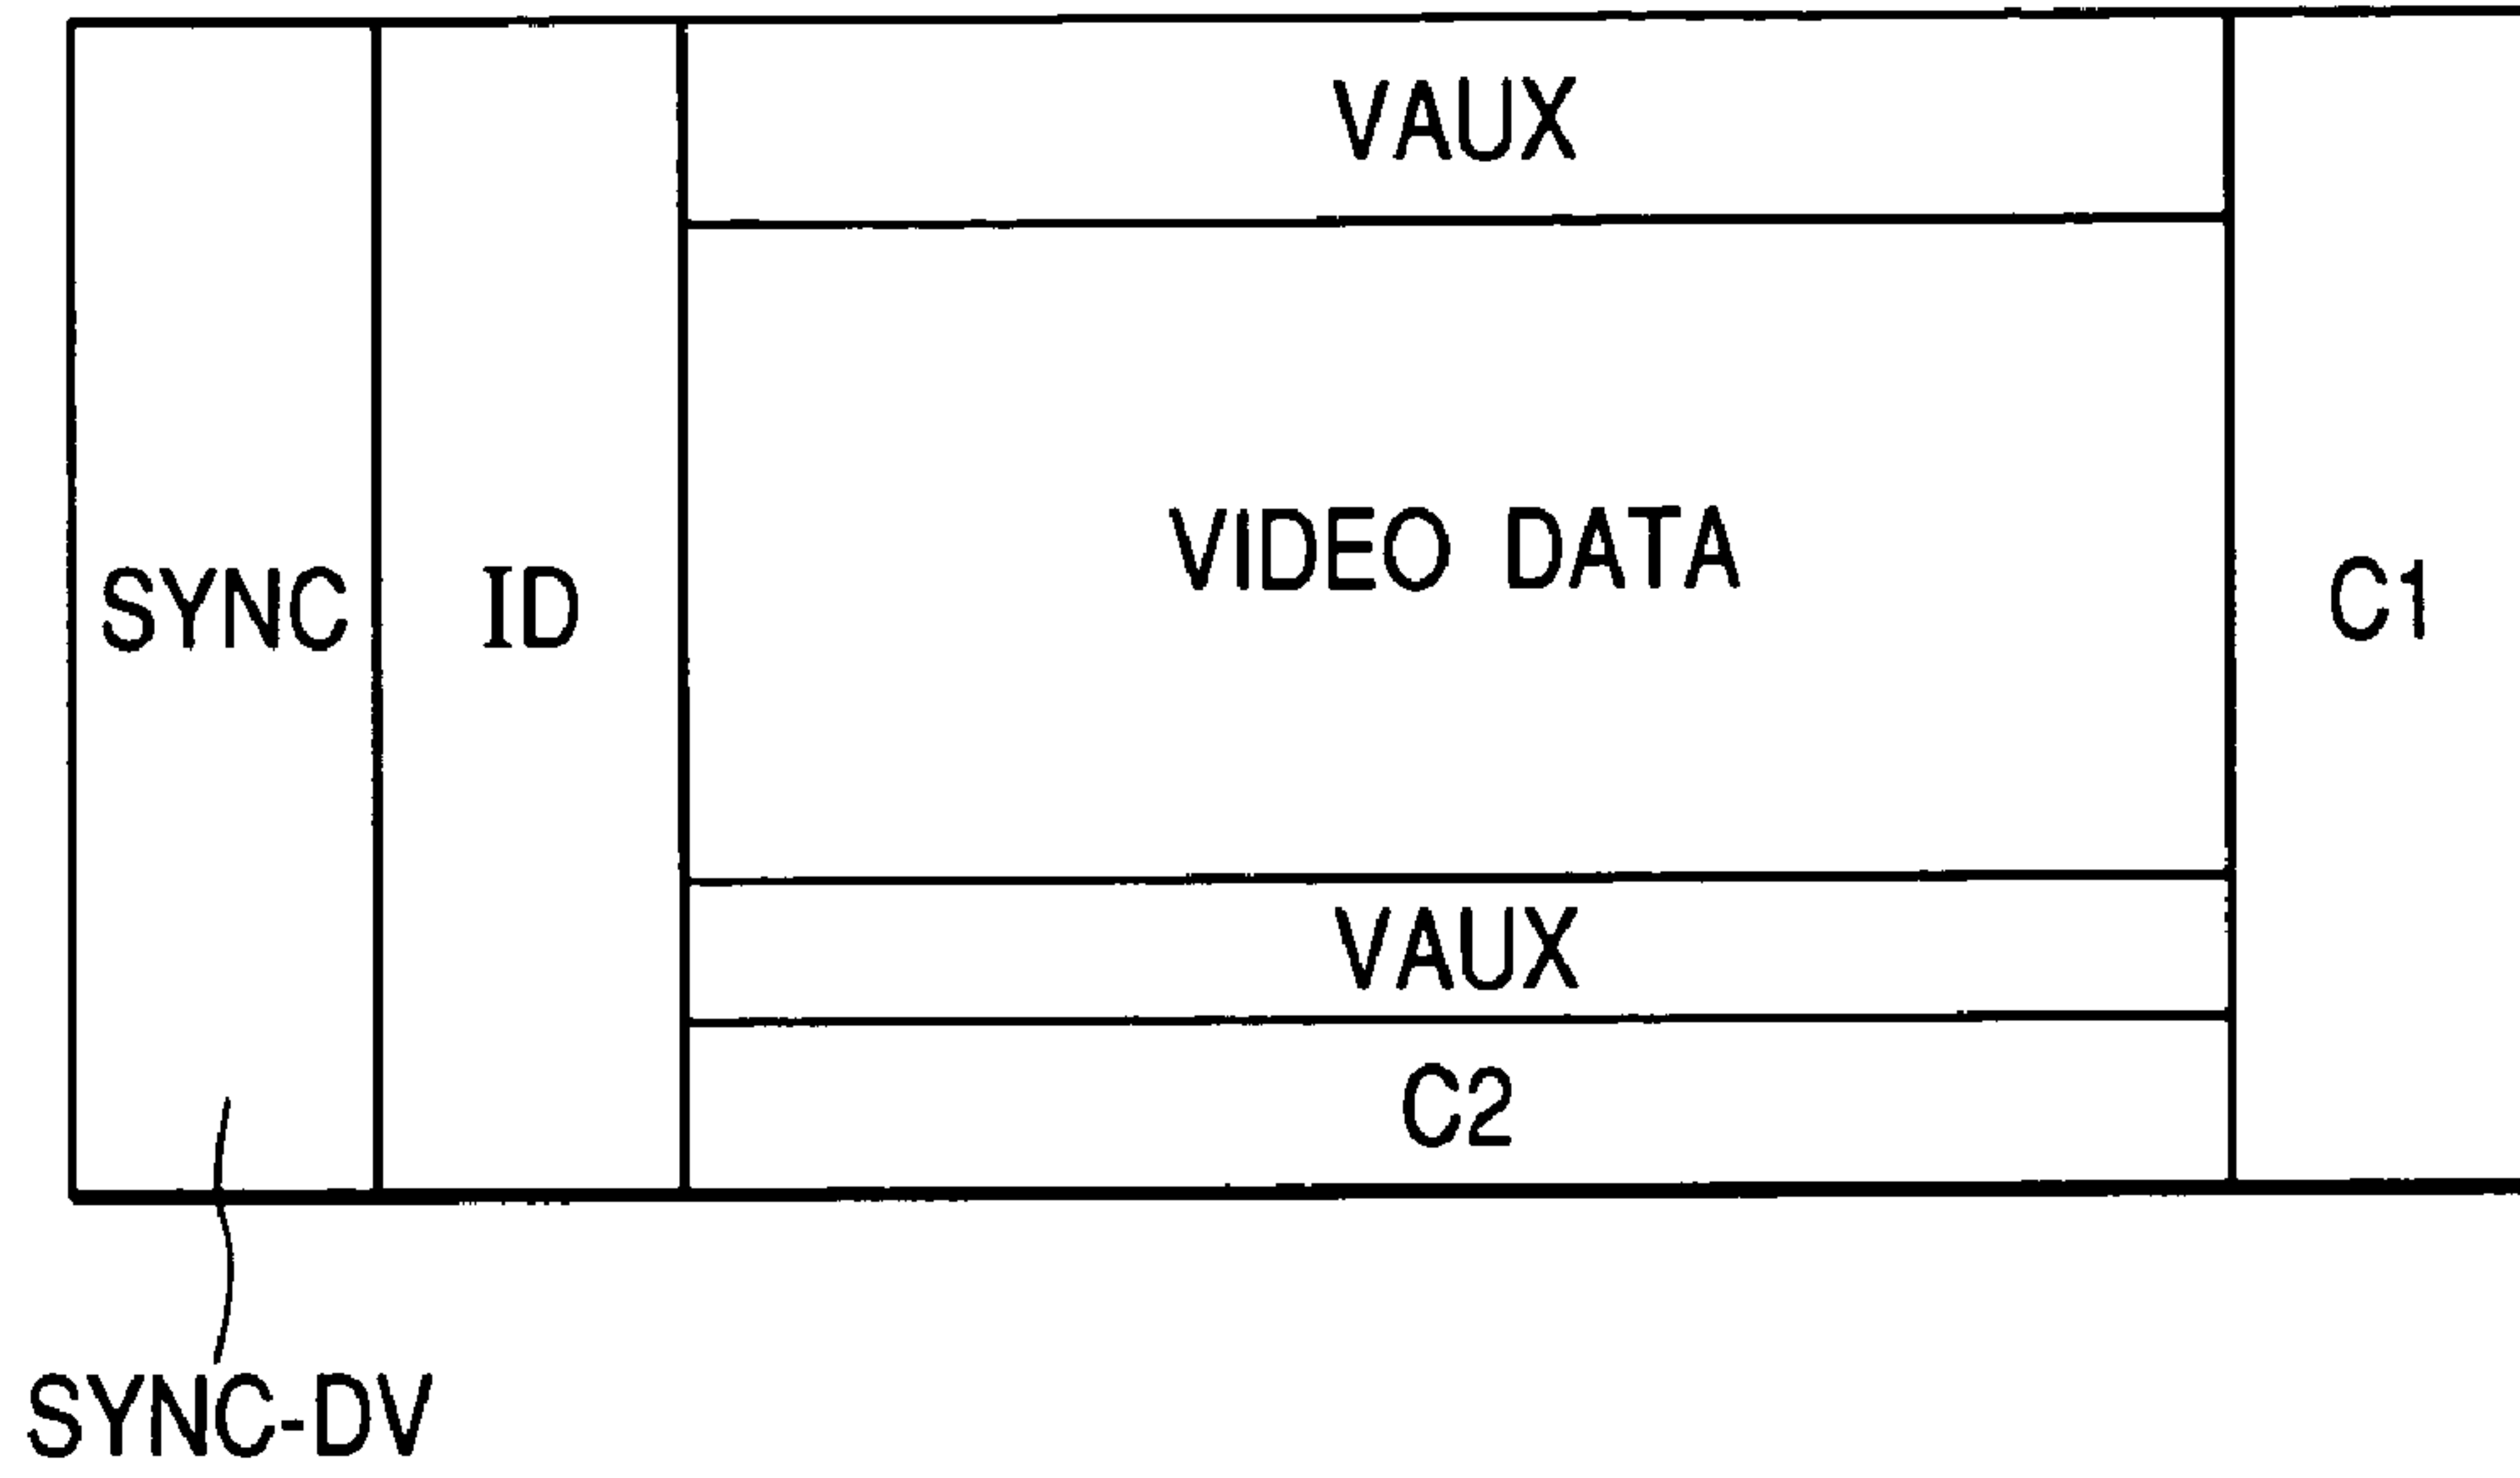 VAUX
SYNC
ID
VIDEO DATA
C1
VAUX
C2
SYNC-DV